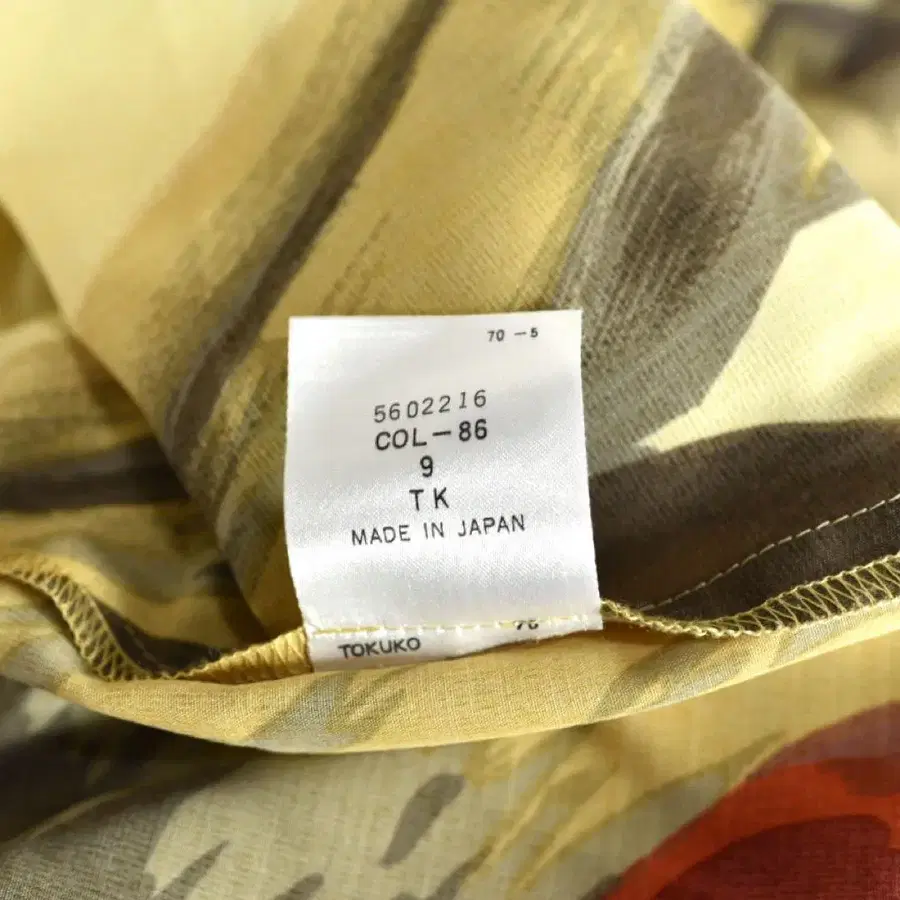 70-5
5602216
COL-86
9
TK
MADE IN JAPAN
TOKUKO